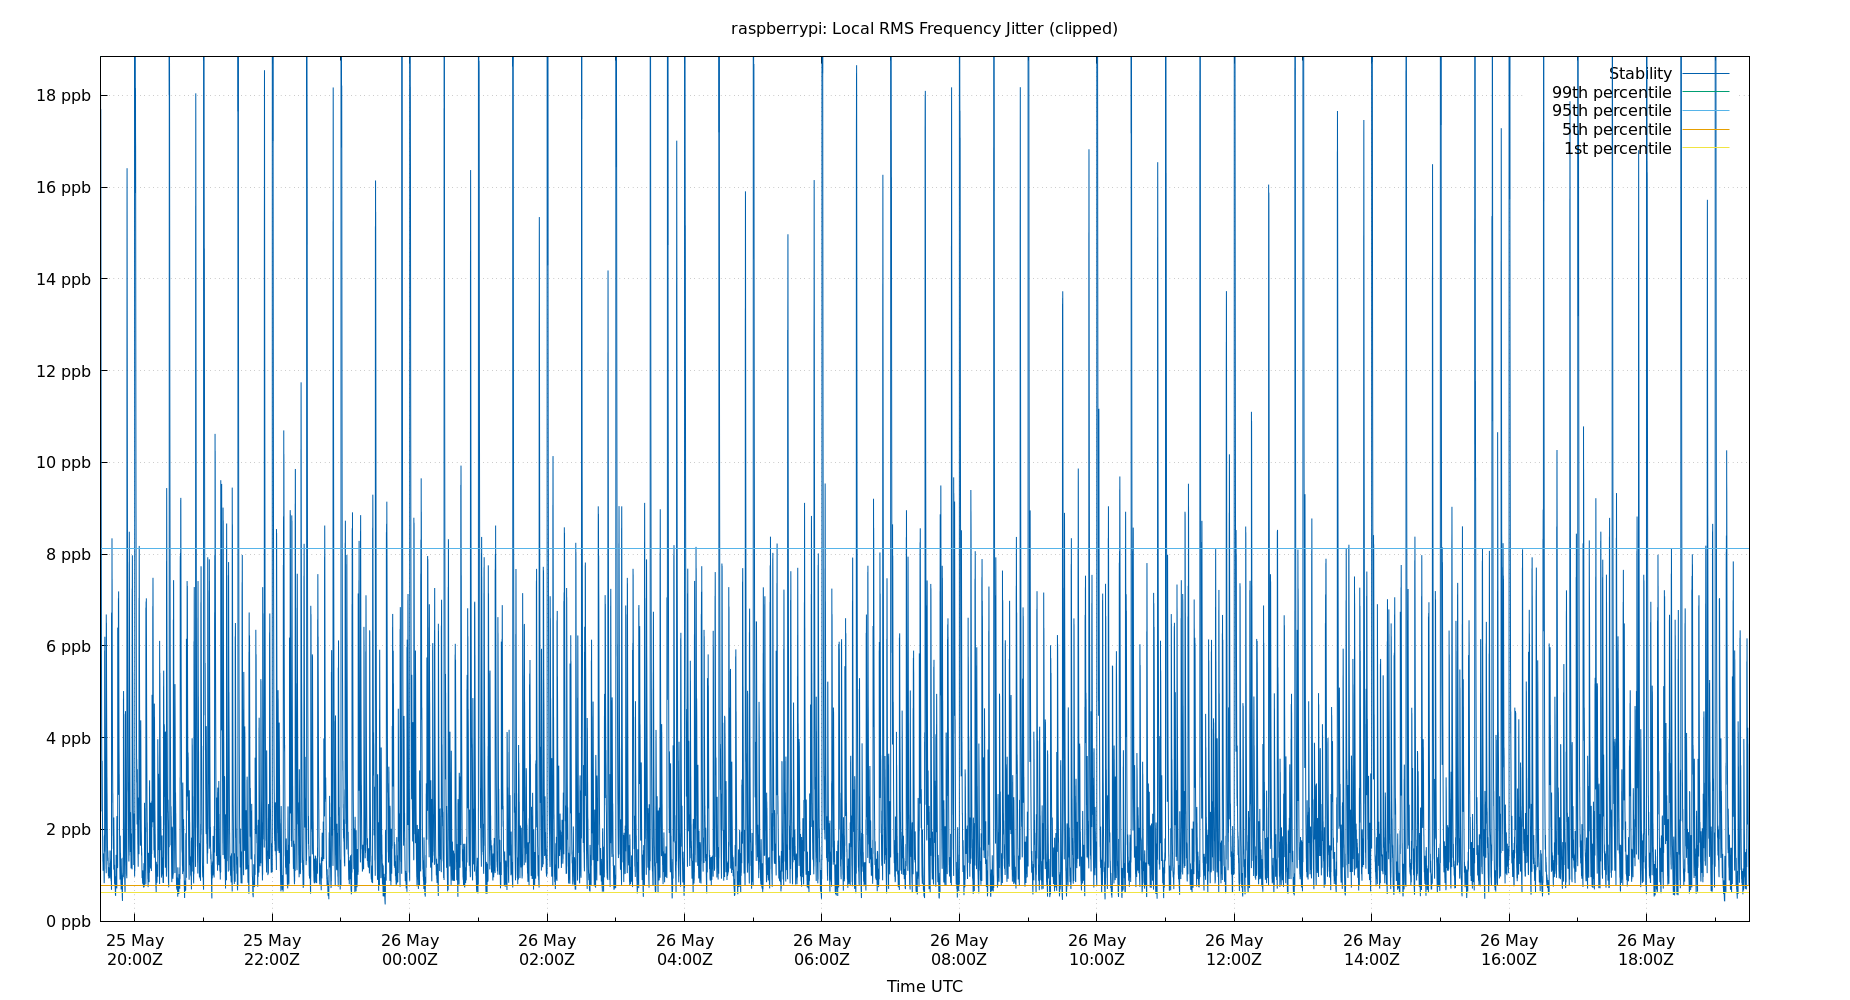 raspberrypi: Local RMS Frequency Jitter (clipped)
Stability
99th percentile
95th percentile
5th percentile
1st percentile
18 ppb
16 ppb
14 ppb
12 ppb
10 ppb
8 ppb
6 ppb
4 ppb
2 ppb
0 ppb
25 May 25 May 26 May 26 May 26 May 26 May 26 May 26 May 26 May 26 May 26 May 26 May
20:00Z 22:00Z 00:00Z 02:00Z 04:00Z 06:00Z 08:00Z 10:00Z 12:00Z 14:00Z 16:00Z 18:00Z
Time UTC